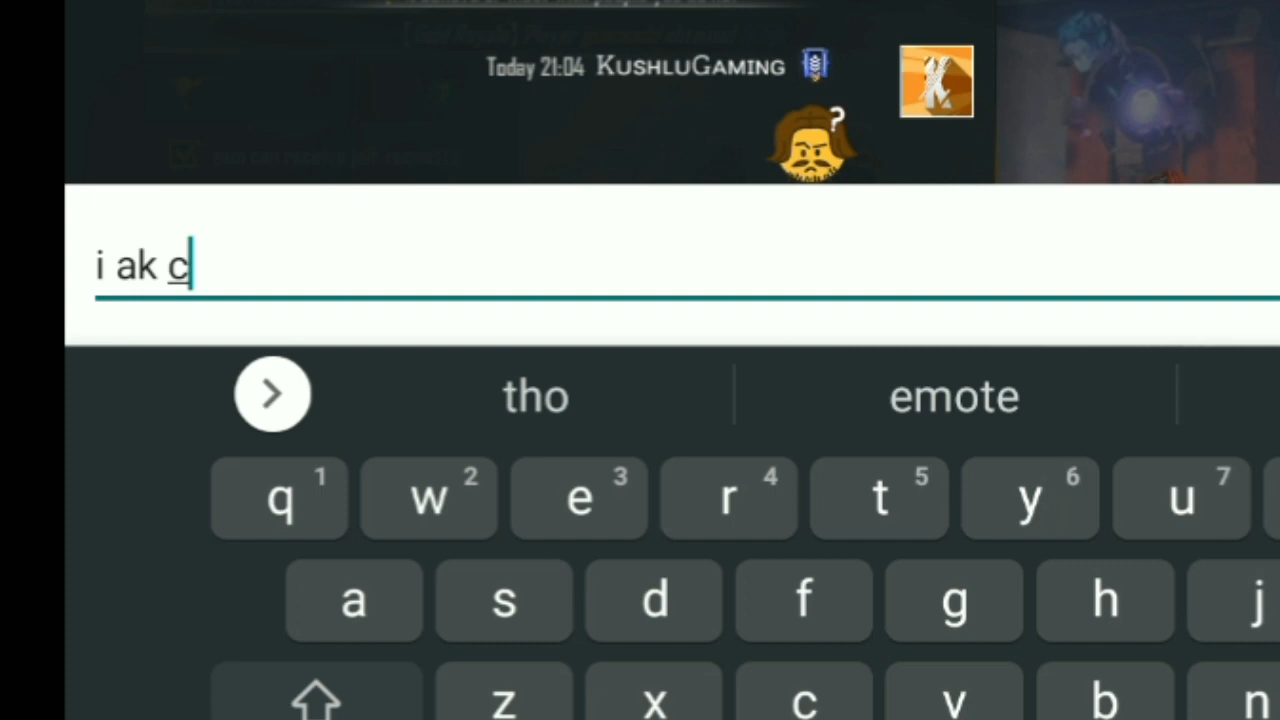 Today 21:04 KUSHLUGAMING
K
?
i ak c
tho emote
q 1 w 2 e 3 r 4 t 5 y 6 u 7
a s d f g h j
z x c v b n